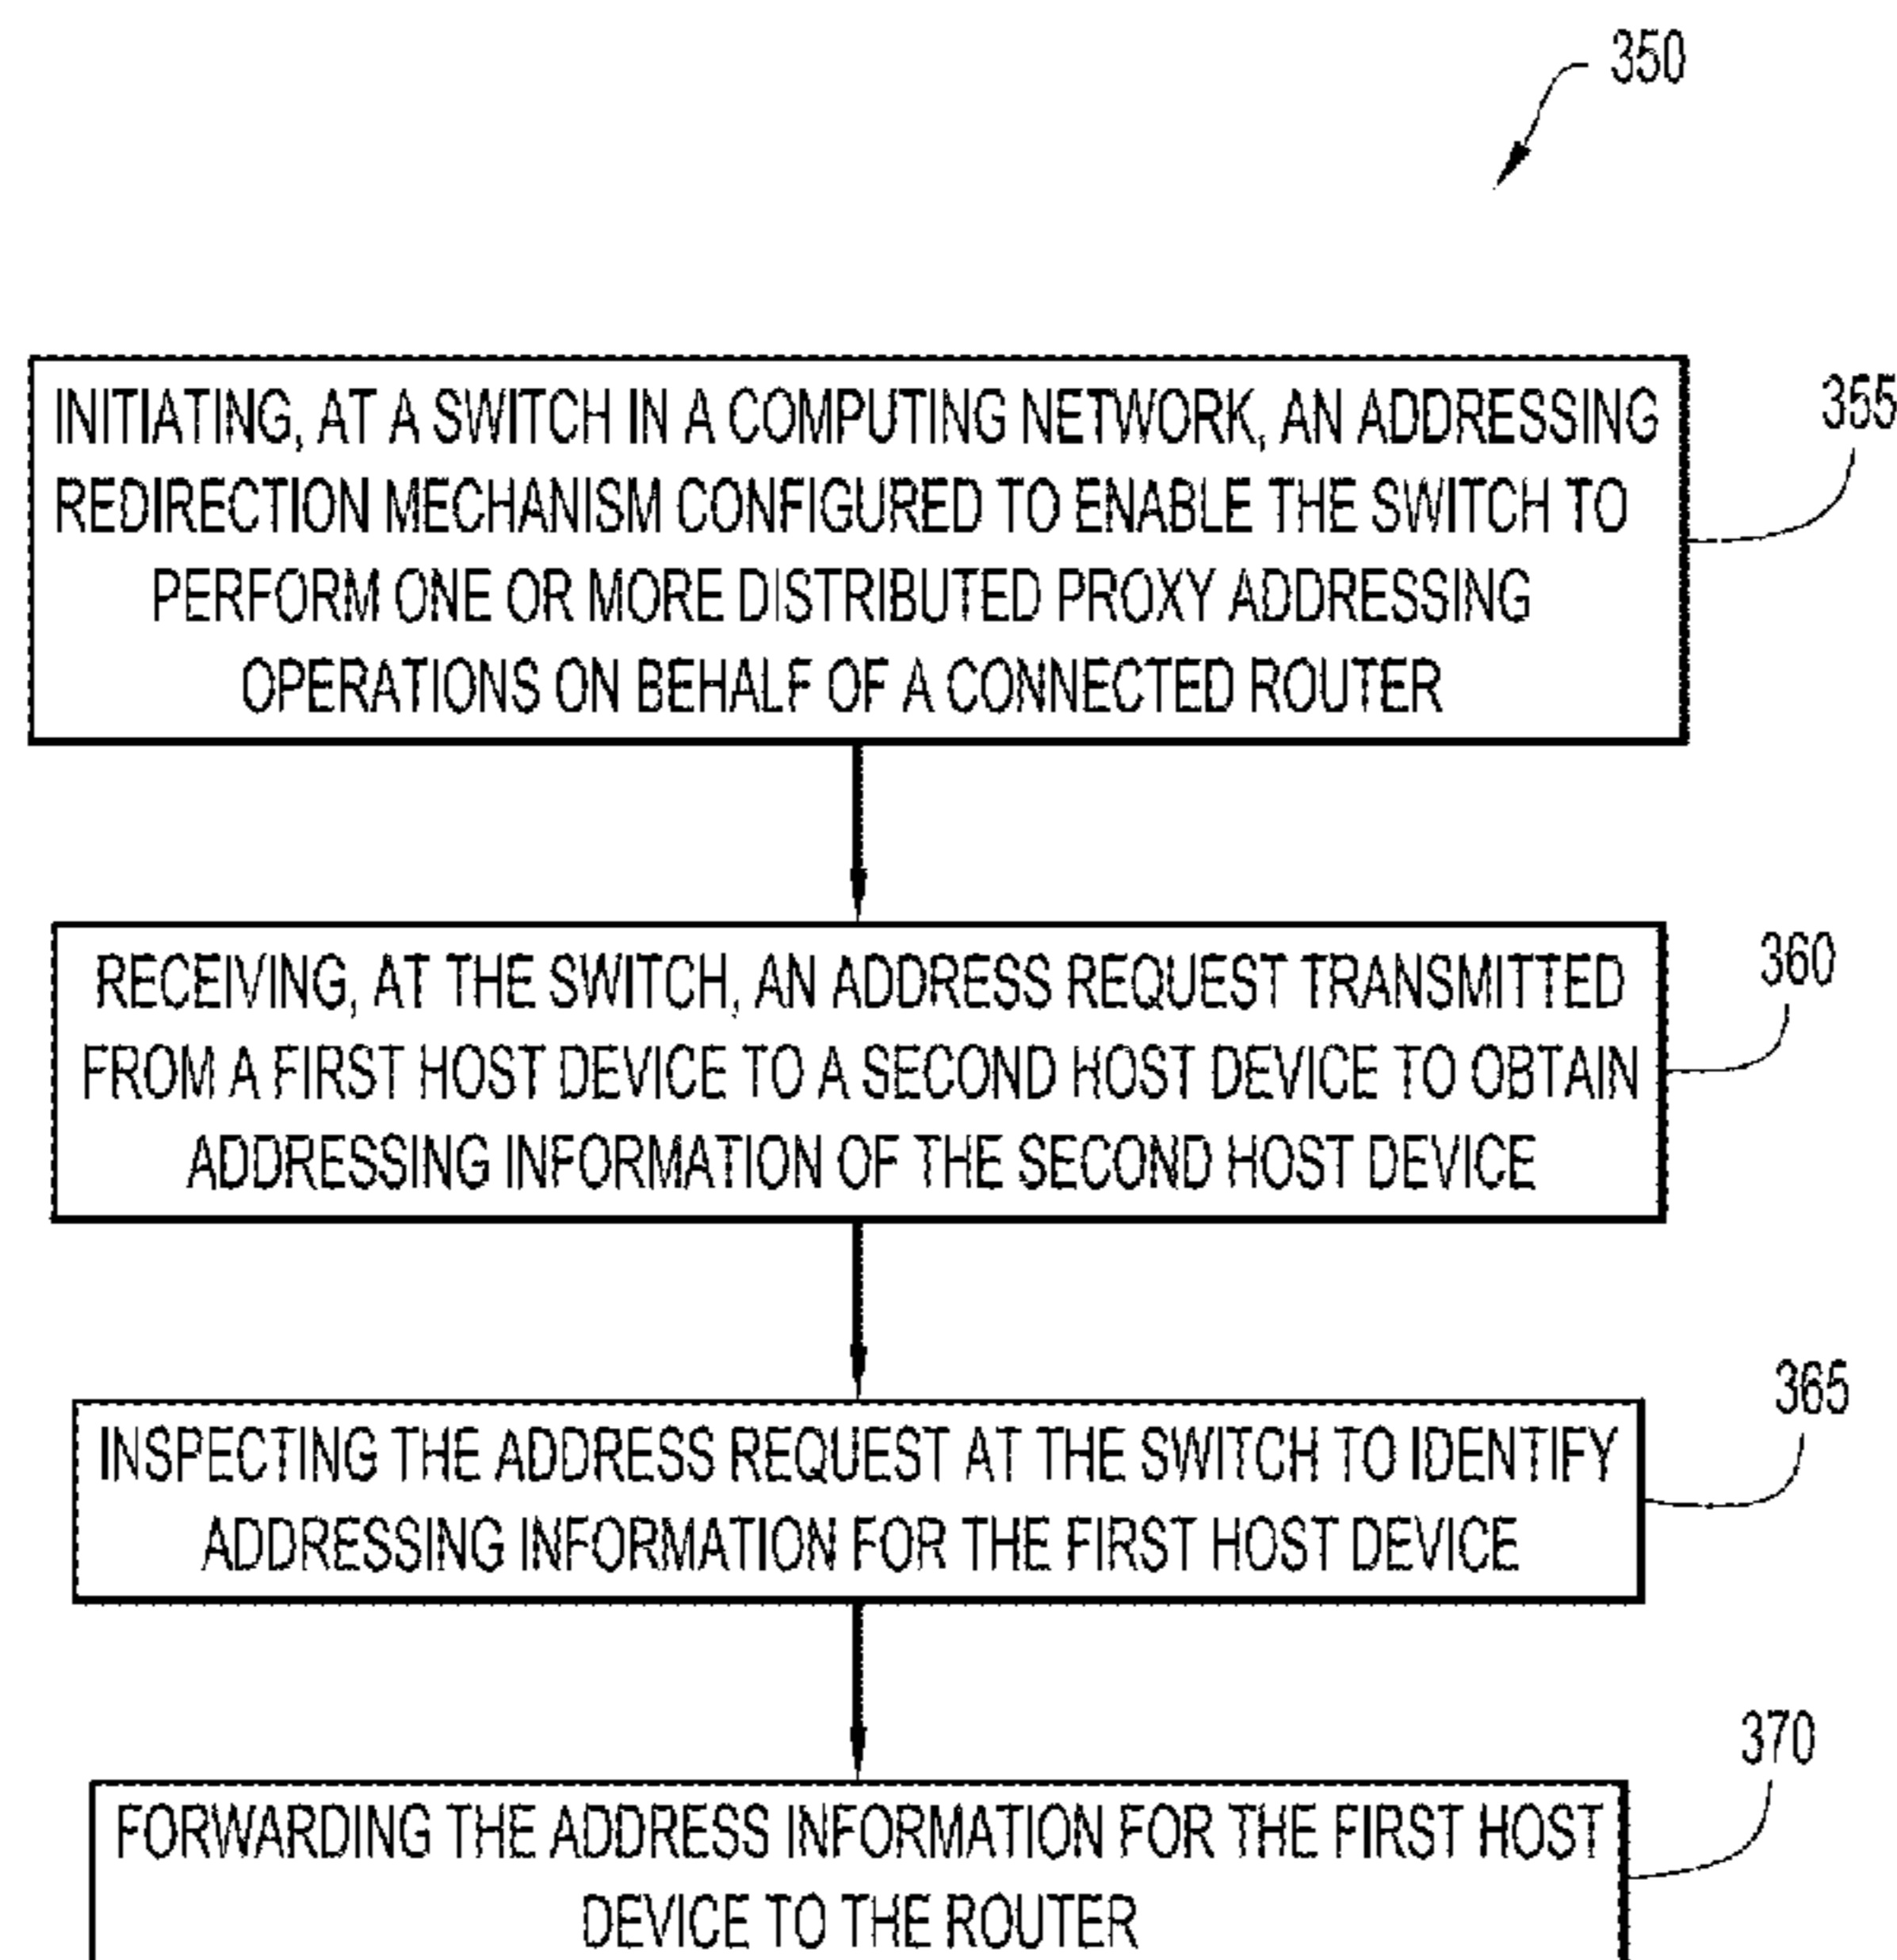 350
INITIATING, AT A SWITCH IN A COMPUTING NETWORK, AN ADDRESSING
REDIRECTION MECHANISM CONFIGURED TO ENABLE THE SWITCH TO
PERFORM ONE OR MORE DISTRIBUTED PROXY ADDRESSING
OPERATIONS ON BEHALF OF A CONNECTED ROUTER
355
RECEIVING, AT THE SWITCH, AN ADDRESS REQUEST TRANSMITTED
FROM A FIRST HOST DEVICE TO A SECOND HOST DEVICE TO OBTAIN
ADDRESSING INFORMATION OF THE SECOND HOST DEVICE
360
INSPECTING THE ADDRESS REQUEST AT THE SWITCH TO IDENTIFY
ADDRESSING INFORMATION FOR THE FIRST HOST DEVICE
365
FORWARDING THE ADDRESS INFORMATION FOR THE FIRST HOST
DEVICE TO THE ROUTER
370